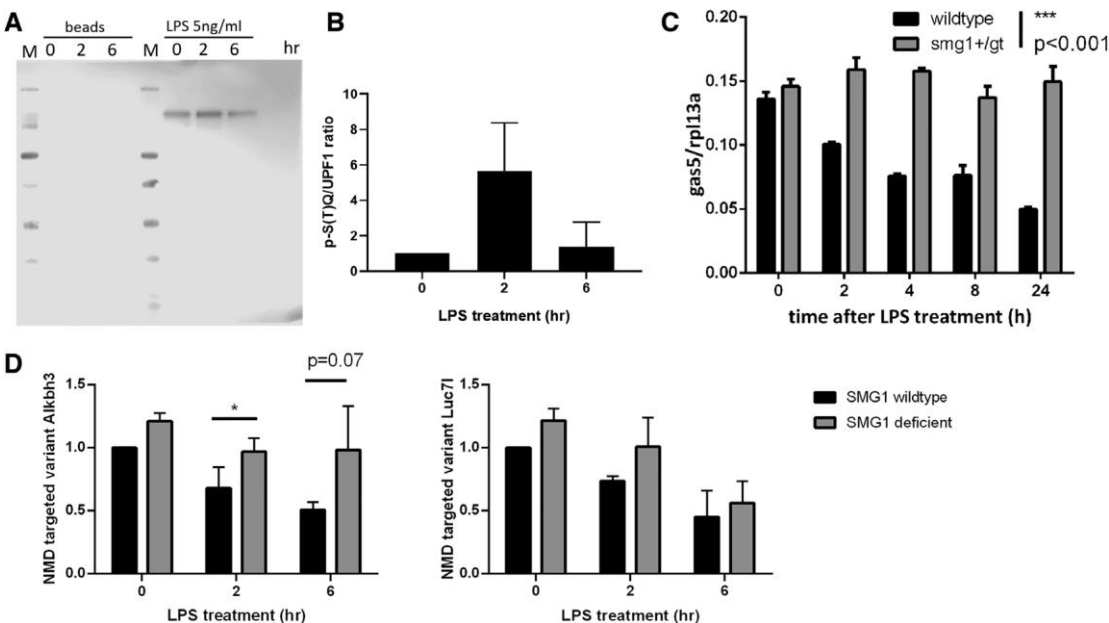 A
beads
LPS 5ng/ml
M 0 2 6 M 0 2 6 hr
B
10
8
6
4
2
0
p-S(T)Q/UPF1 ratio
0 2 6
LPS treatment (hr)
C
wildtype
smg1+/gt
***
p<0.001
0.20
0.15
0.10
0.05
0.00
gas5/rpl13a
0 2 4 8 24
time after LPS treatment (h)
D
p=0.07
*
1.5
1.0
0.5
0.0
NMD targeted variant Alkbh3
0 2 6
LPS treatment (hr)
1.5
1.0
0.5
0.0
NMD targeted variant Luc7l
0 2 6
LPS treatment (hr)
SMG1 wildtype
SMG1 deficient